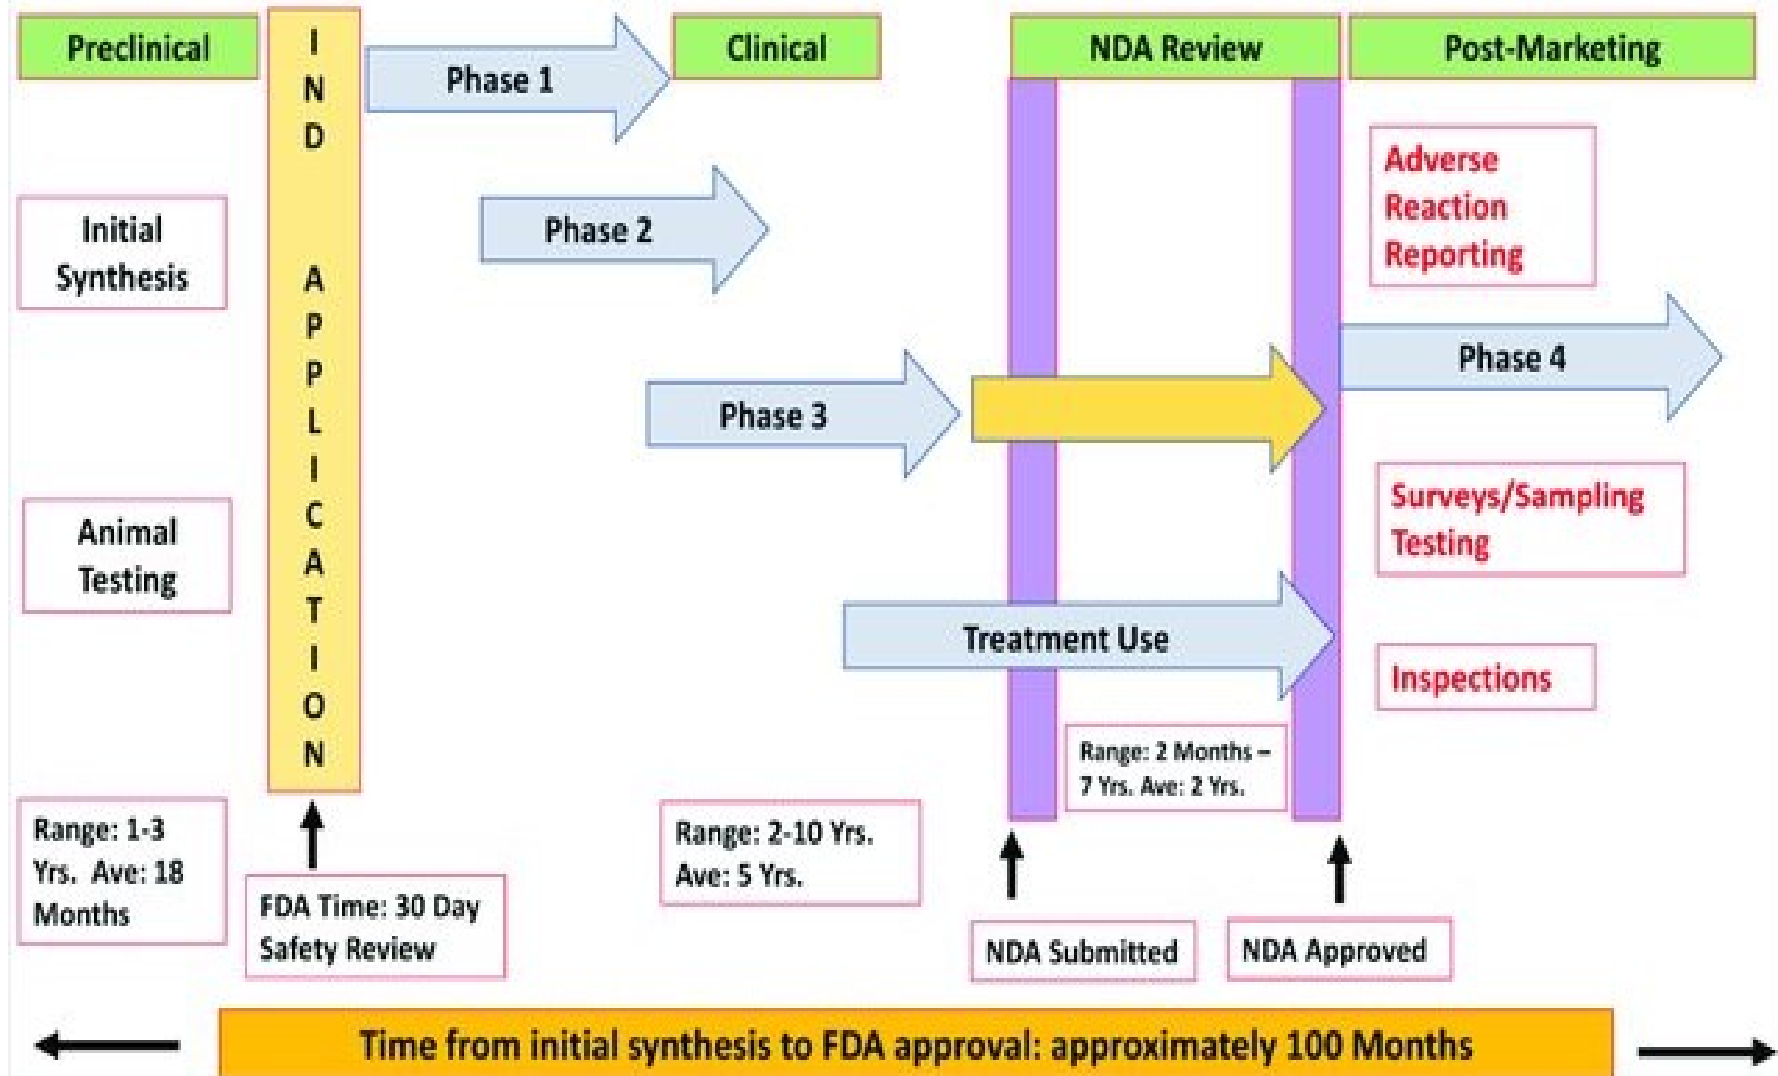 Preclinical
IND APPLICATION
Phase 1
Clinical
NDA Review
Post-Marketing
Initial
Synthesis
Phase 2
Adverse
Reaction
Reporting
Phase 3
Phase 4
Animal
Testing
Surveys/Sampling
Testing
Treatment Use
Inspections
Range: 2 Months –
7 Yrs. Ave: 2 Yrs.
Range: 1-3
Yrs. Ave: 18
Months
FDA Time: 30 Day
Safety Review
Range: 2-10 Yrs.
Ave: 5 Yrs.
NDA Submitted
NDA Approved
Time from initial synthesis to FDA approval: approximately 100 Months